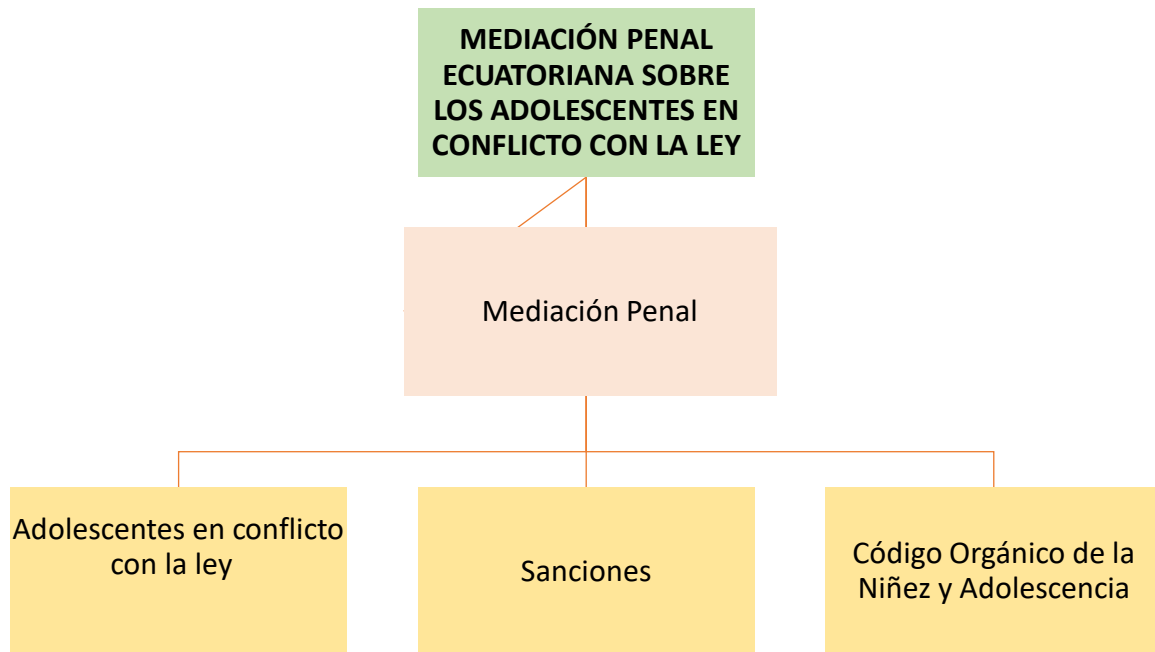 MEDIACIÓN PENAL
ECUATORIANA SOBRE
LOS ADOLESCENTES EN
CONFLICTO CON LA LEY
Mediación Penal
Adolescentes en conflicto
con la ley
Sanciones
Código Orgánico de la
Niñez y Adolescencia